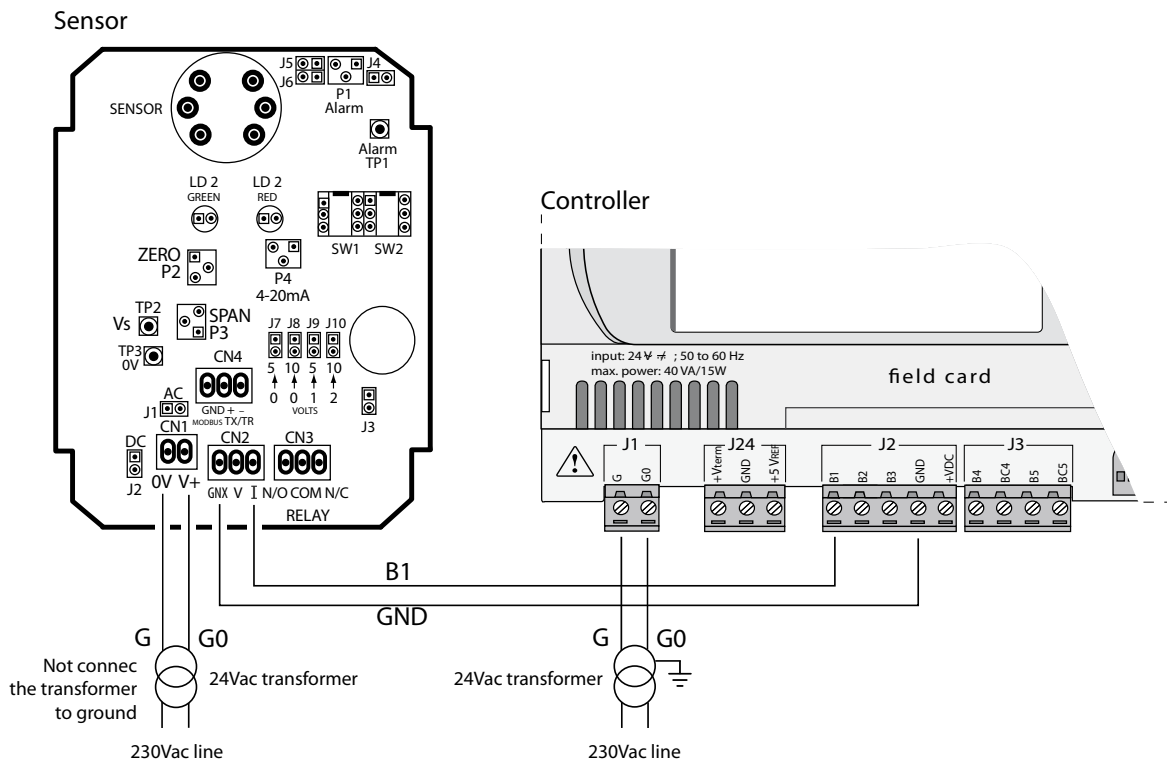 Sensor
J5
J6
J4
P1
Alarm
SENSOR
Alarm
TP1
LD 2
GREEN
LD 2
RED
SW1 SW2
ZERO
P2
P4
4-20mA
TP2
Vs
SPAN
P3
TP3
0V
J7 J8 J9 J10
5 10 5 10
0 0 1 2
VOLTS
CN4
GND + –
MODBUS TX/TR
AC
J1
J3
CN1
DC
J2
CN2
CN3
0V V+
GNX V I N/O COM N/C
RELAY
Controller
input: 24 ; 50 to 60 Hz
max. power: 40 VA/15W
field card
J1
G
G0
J24
+Vterm
GND
+5 VREF
J2
B1
B2
B3
GND
+VDC
J3
B4
BC4
B5
BC5
B1
GND
G G0
Not connec
the transformer
to ground
24Vac transformer
230Vac line
G G0
24Vac transformer
230Vac line